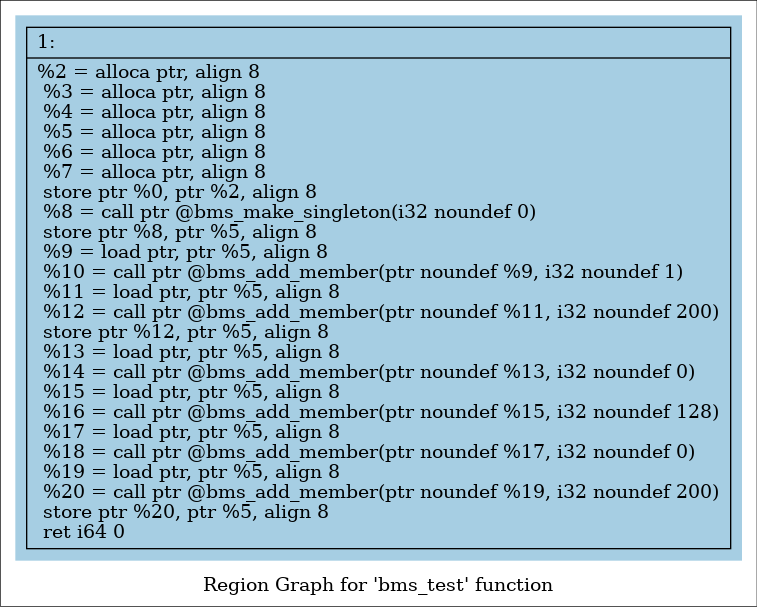 1:
%2 = alloca ptr, align 8
%3 = alloca ptr, align 8
%4 = alloca ptr, align 8
%5 = alloca ptr, align 8
%6 = alloca ptr, align 8
%7 = alloca ptr, align 8
store ptr %0, ptr %2, align 8
%8 = call ptr @bms_make_singleton(i32 noundef 0)
store ptr %8, ptr %5, align 8
%9 = load ptr, ptr %5, align 8
%10 = call ptr @bms_add_member(ptr noundef %9, i32 noundef 1)
%11 = load ptr, ptr %5, align 8
%12 = call ptr @bms_add_member(ptr noundef %11, i32 noundef 200)
store ptr %12, ptr %5, align 8
%13 = load ptr, ptr %5, align 8
%14 = call ptr @bms_add_member(ptr noundef %13, i32 noundef 0)
%15 = load ptr, ptr %5, align 8
%16 = call ptr @bms_add_member(ptr noundef %15, i32 noundef 128)
%17 = load ptr, ptr %5, align 8
%18 = call ptr @bms_add_member(ptr noundef %17, i32 noundef 0)
%19 = load ptr, ptr %5, align 8
%20 = call ptr @bms_add_member(ptr noundef %19, i32 noundef 200)
store ptr %20, ptr %5, align 8
ret i64 0
Region Graph for 'bms_test' function